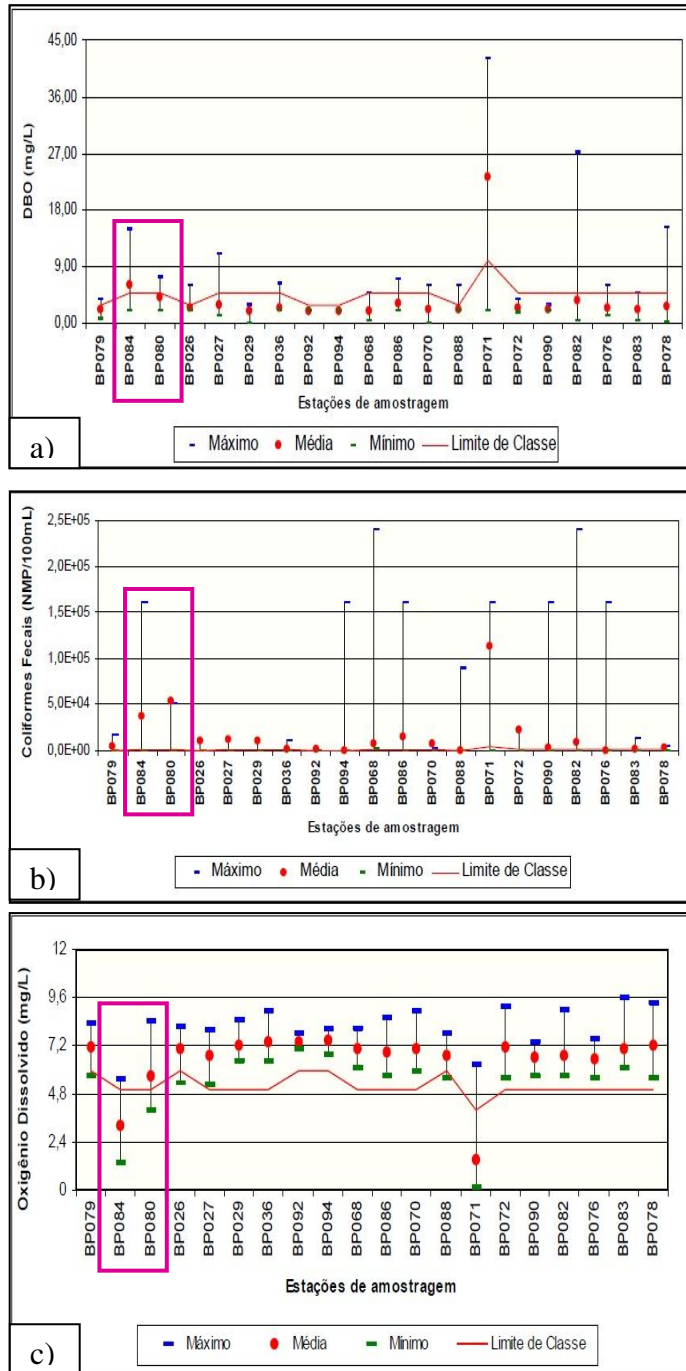 DBO (mg/L)
45,00
36,00
27,00
18,00
9,00
0,00
BP079 BP084 BP080 BP026 BP027 BP029 BP036 BP092 BP094 BP068 BP086 BP070 BP088 BP071 BP072 BP090 BP082 BP076 BP083 BP078
Estações de amostragem
Máximo Média Mínimo Limite de Classe
a)
Coliformes Fecais (NMP/100mL)
2,5E+05
2,0E+05
1,5E+05
1,0E+05
5,0E+04
0,0E+00
BP079 BP084 BP080 BP026 BP027 BP029 BP036 BP092 BP094 BP068 BP086 BP070 BP088 BP071 BP072 BP090 BP082 BP076 BP083 BP078
Estações de amostragem
Máximo Média Mínimo Limite de Classe
b)
Oxigênio Dissolvido (mg/L)
12
9,6
7,2
4,8
2,4
0
BP079 BP084 BP080 BP026 BP027 BP029 BP036 BP092 BP094 BP068 BP086 BP070 BP088 BP071 BP072 BP090 BP082 BP076 BP083 BP078
Estações de amostragem
Máximo Média Mínimo Limite de Classe
c)